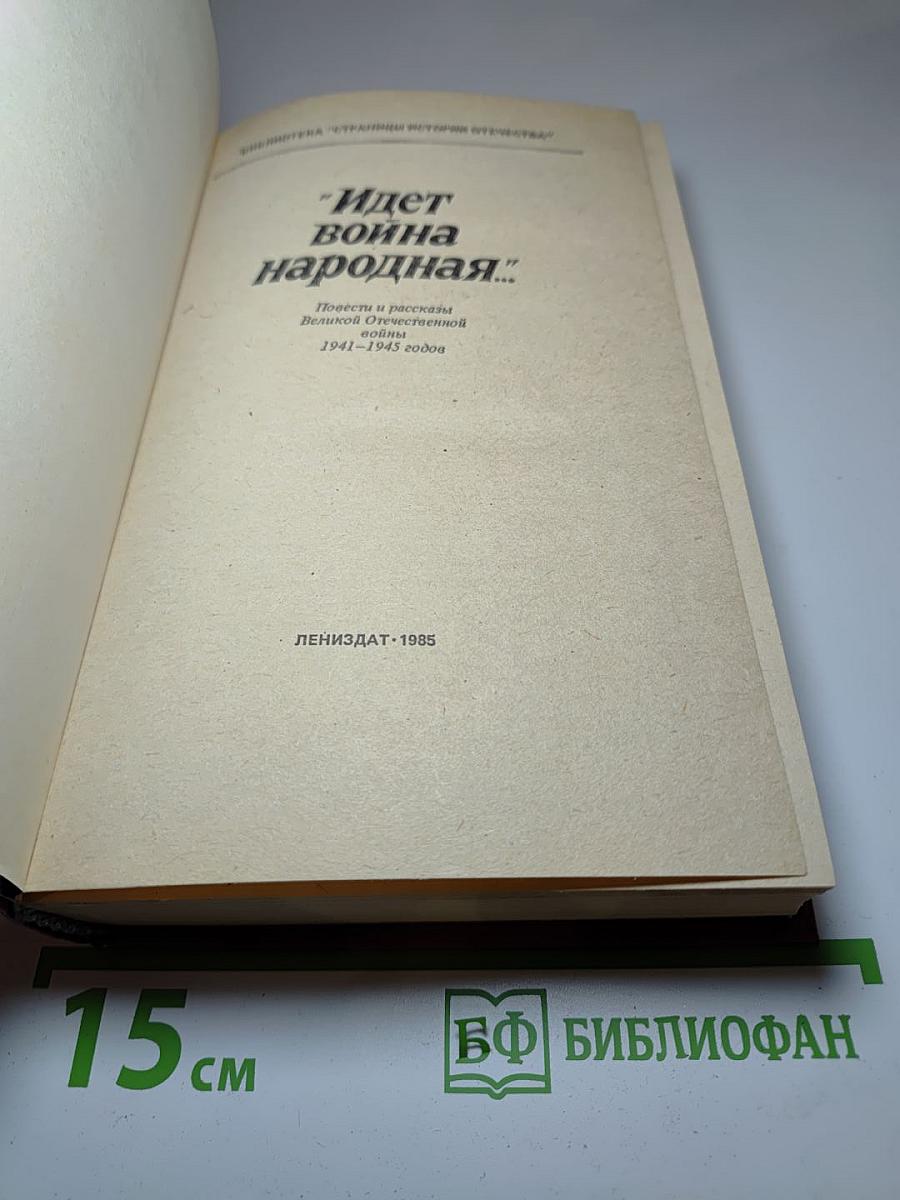 БИБЛИОТЕКА "СТРАНИЦЫ ИСТОРИИ ОТЕЧЕСТВА"
"Идет
война
народная..."
Повести и рассказы
Великой Отечественной
войны
1941—1945 годов
ЛЕНИЗДАТ • 1985
15 см
БФ БИБЛИОФАН